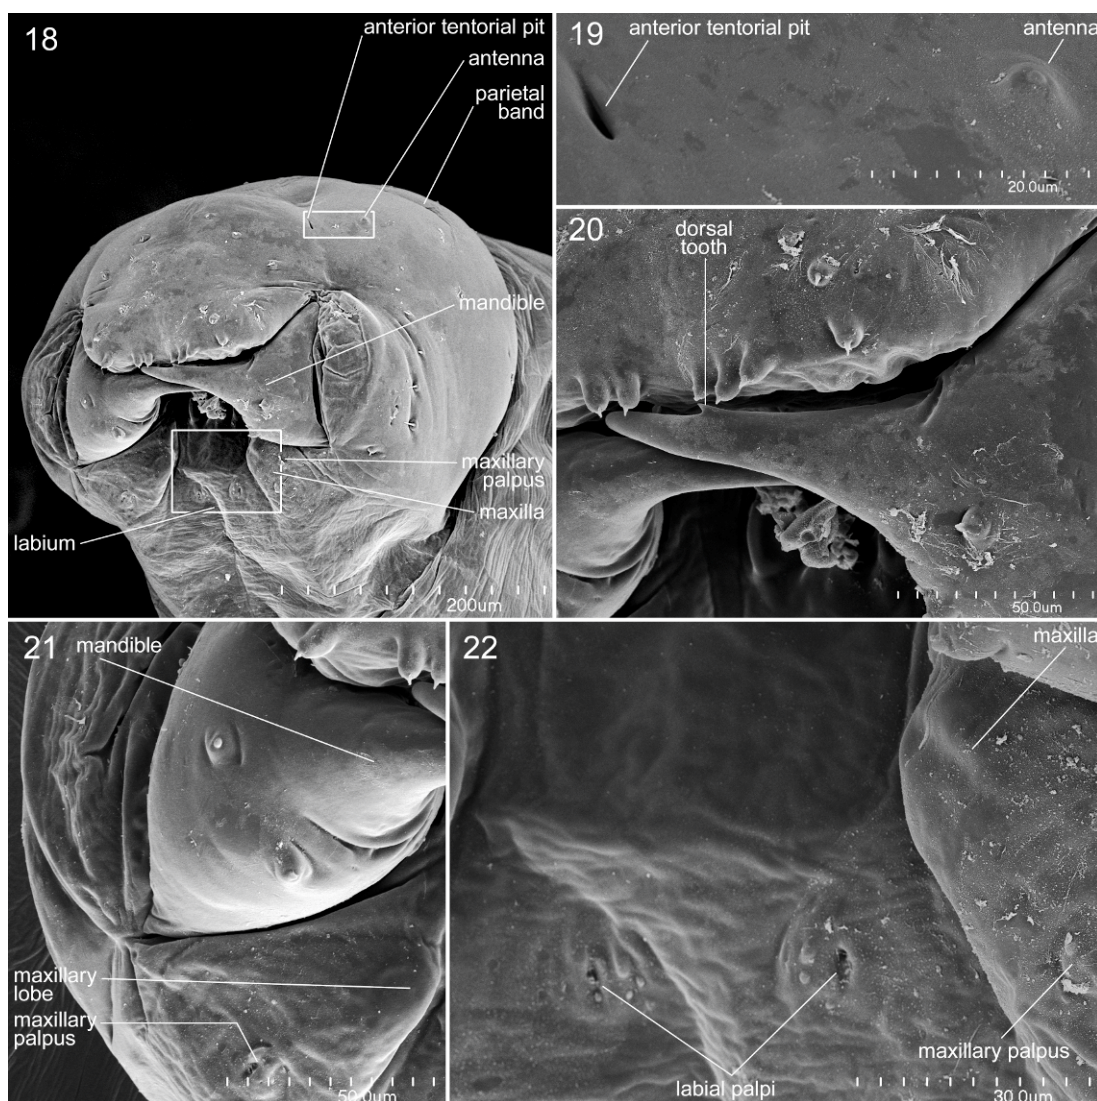 18
anterior tentorial pit
antenna
parietal
band
mandible
maxillary
palpus
maxilla
labium
200um
19
anterior tentorial pit
antenna
20.0um
20
dorsal
tooth
50.0um
21
mandible
maxillary
lobe
maxillary
palpus
50.0um
22
maxilla
maxillary palpus
labial palpi
30.0um